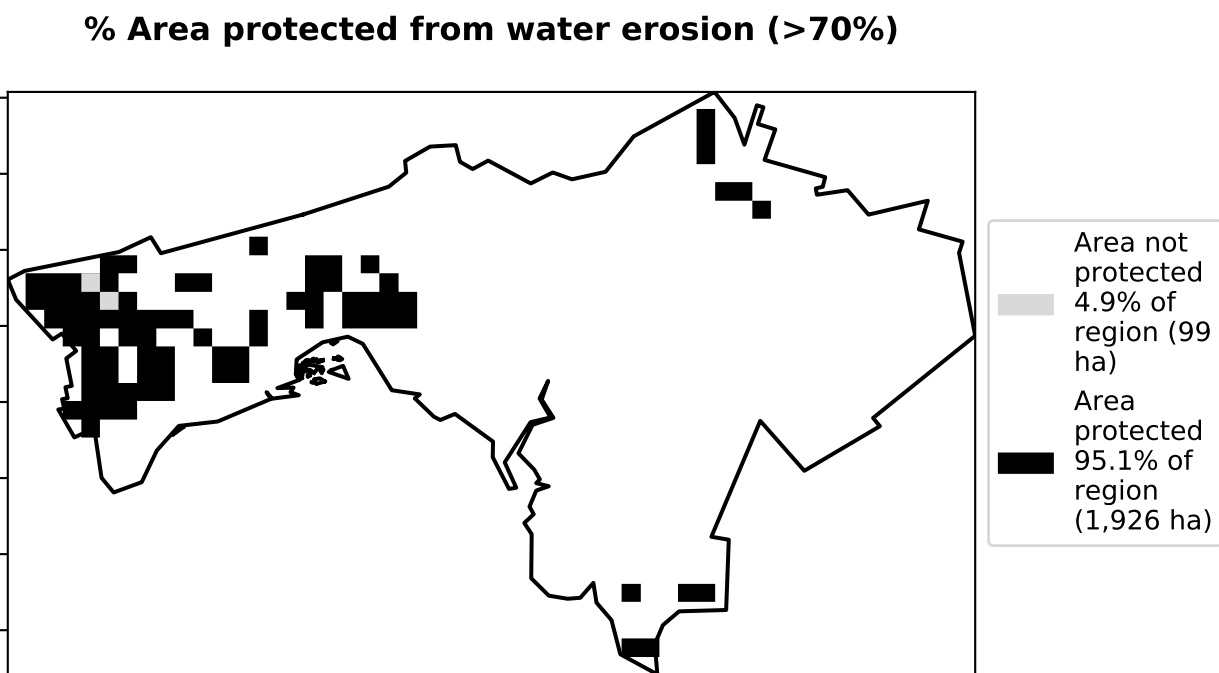 % Area protected from water erosion (>70%)
Area not
protected
4.9% of
region (99
ha)
Area
protected
95.1% of
region
(1,926 ha)